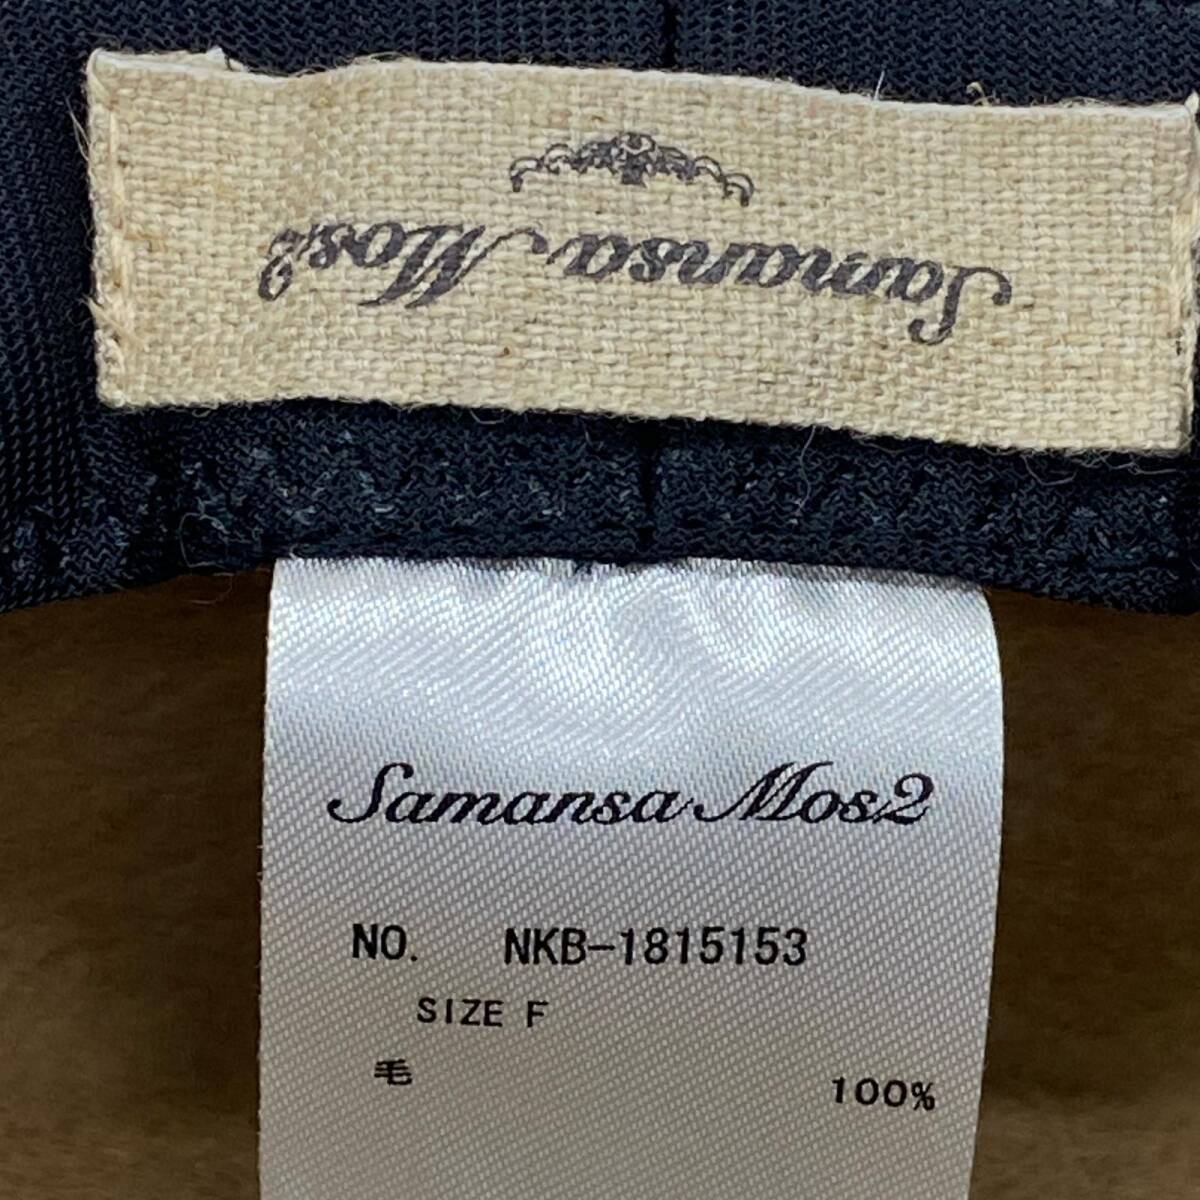 Samansa Mos2
Samansa Mos2
NO. NKB-1815153
SIZE F
毛 100%